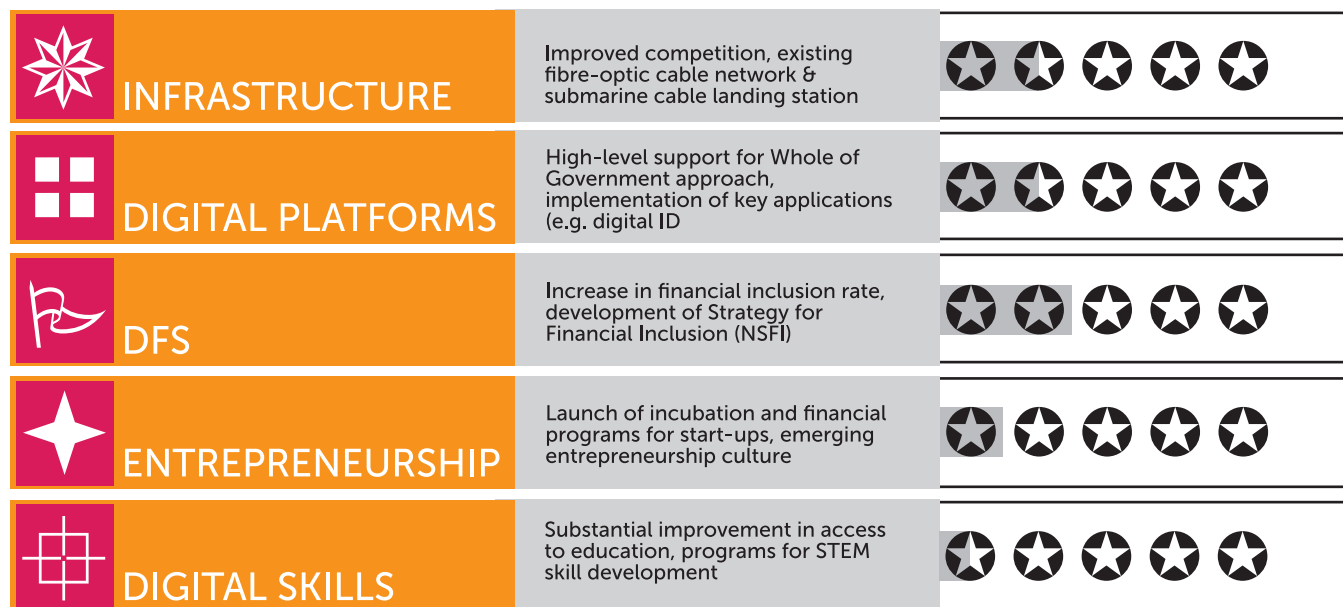 INFRASTRUCTURE
Improved competition, existing
fibre-optic cable network &
submarine cable landing station
DIGITAL PLATFORMS
High-level support for Whole of
Government approach,
implementation of key applications
(e.g. digital ID
DFS
Increase in financial inclusion rate,
development of Strategy for
Financial Inclusion (NSFI)
ENTREPRENEURSHIP
Launch of incubation and financial
programs for start-ups, emerging
entrepreneurship culture
DIGITAL SKILLS
Substantial improvement in access
to education, programs for STEM
skill development